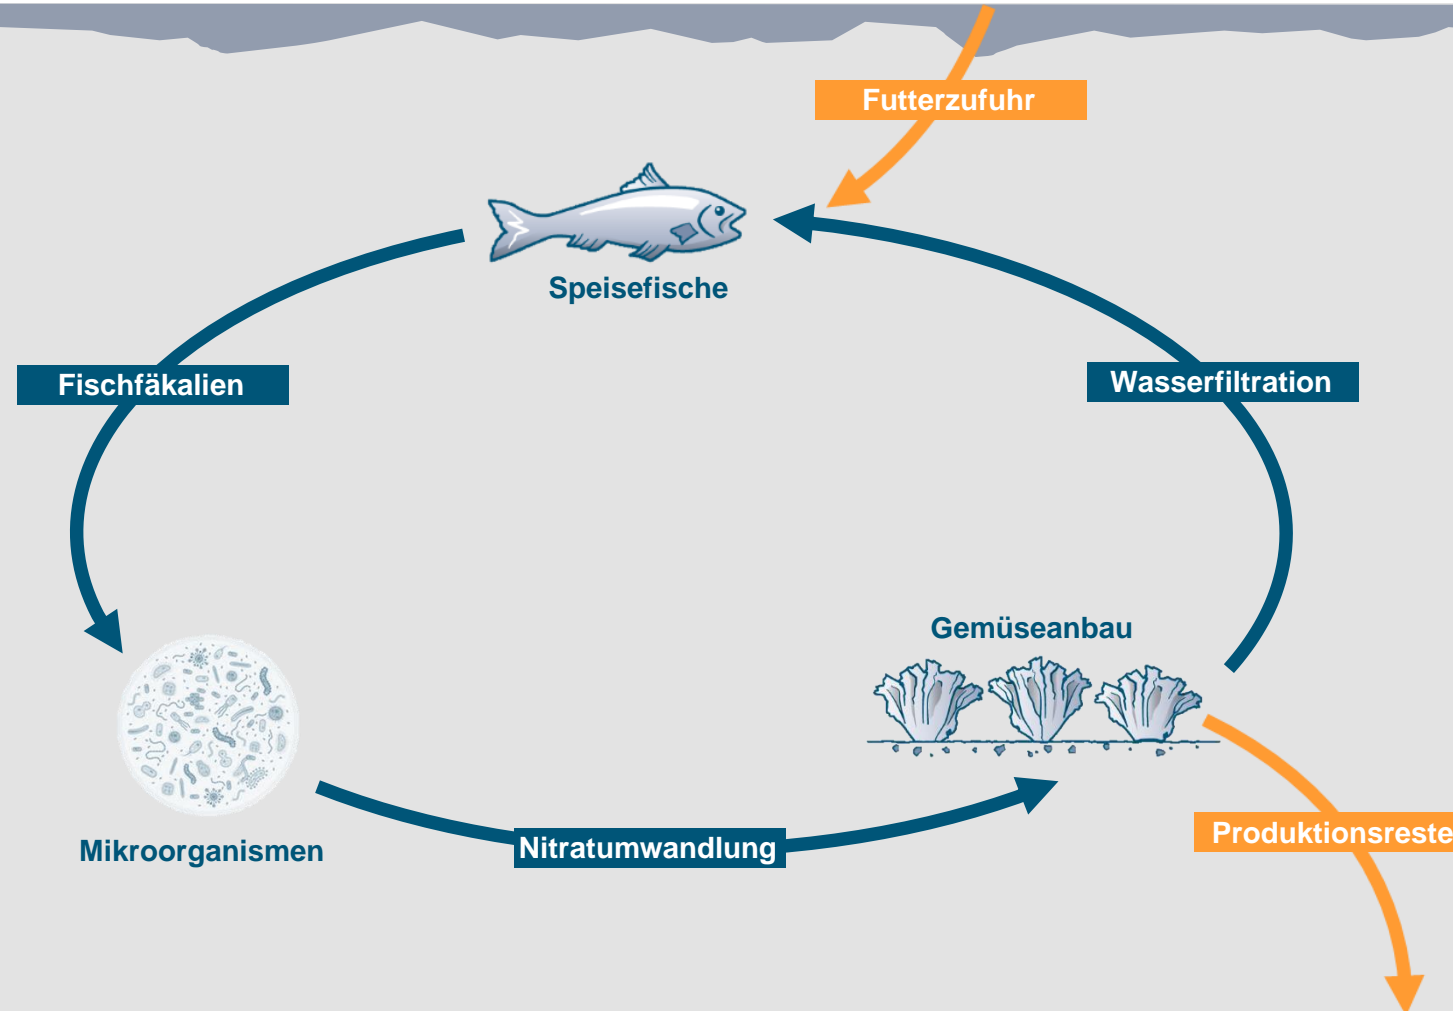 Futterzufuhr
Speisefische
Fischfäkalien
Wasserfiltration
Gemüseanbau
Produktionsreste
Nitratumwandlung
Mikroorganismen